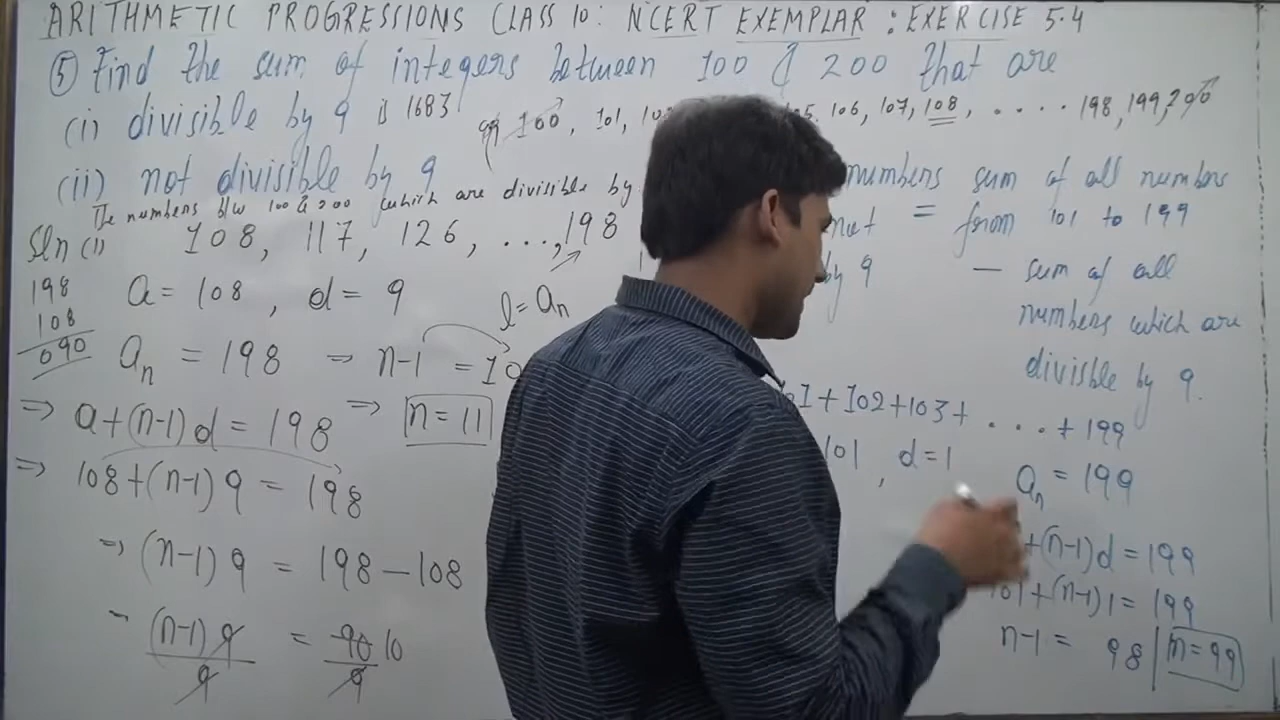 ARITHMETIC PROGRESSIONS CLASS 10: NCERT EXEMPLAR : EXERCISE 5.4
⑤ Find the sum of integers between 100 & 200 that are
(i) divisible by 9 is 1683
99 100, 101, 106, 107, 108, . . . . . 198, 199, 200
(ii) not divisible by 9
The numbers b/w 100 & 200 which are divisible by
Sln (i) 108, 117, 126, ..., 198
198
108
090
a = 108 , d = 9
l = an
an = 198 ⇒ n-1 = 10
⇒ a+(n-1)d = 198 ⇒ n = 11
⇒ 108+(n-1)9 = 198
⇒ (n-1)9 = 198-108
(n-1)9/9 = 90/9 10
numbers sum of all numbers
not = from 101 to 199
by 9 - sum of all
numbers which are
divisble by 9.
101+102+103+ . . . + 199
101 , d=1
an = 199
+(n-1)d = 199
101+(n-1)1 = 199
n-1 = 98 | n = 99